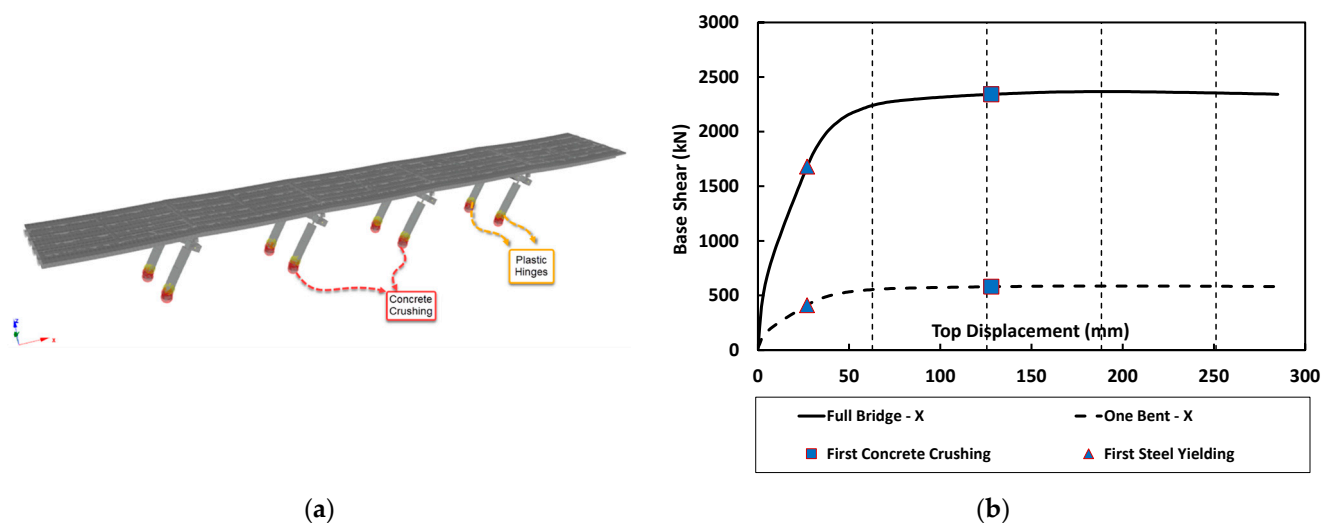 Plastic
Hinges
Concrete
Crushing
X
(a)
3000
2500
2000
1500
1000
500
0
Base Shear (kN)
Top Displacement (mm)
0 50 100 150 200 250 300
Full Bridge - X One Bent - X
First Concrete Crushing First Steel Yielding
(b)